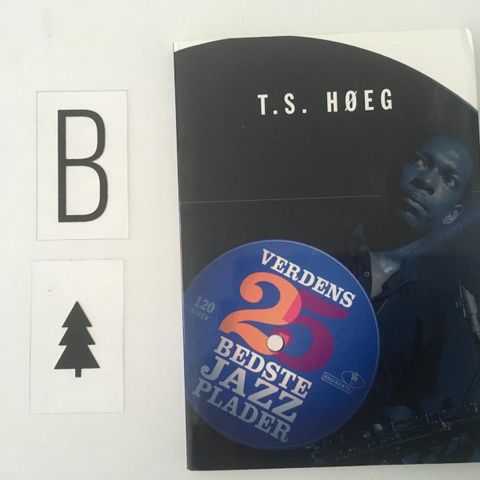 B
T.S. HØEG
VERDENS
25
BEDSTE
JAZZ
PLADER
120